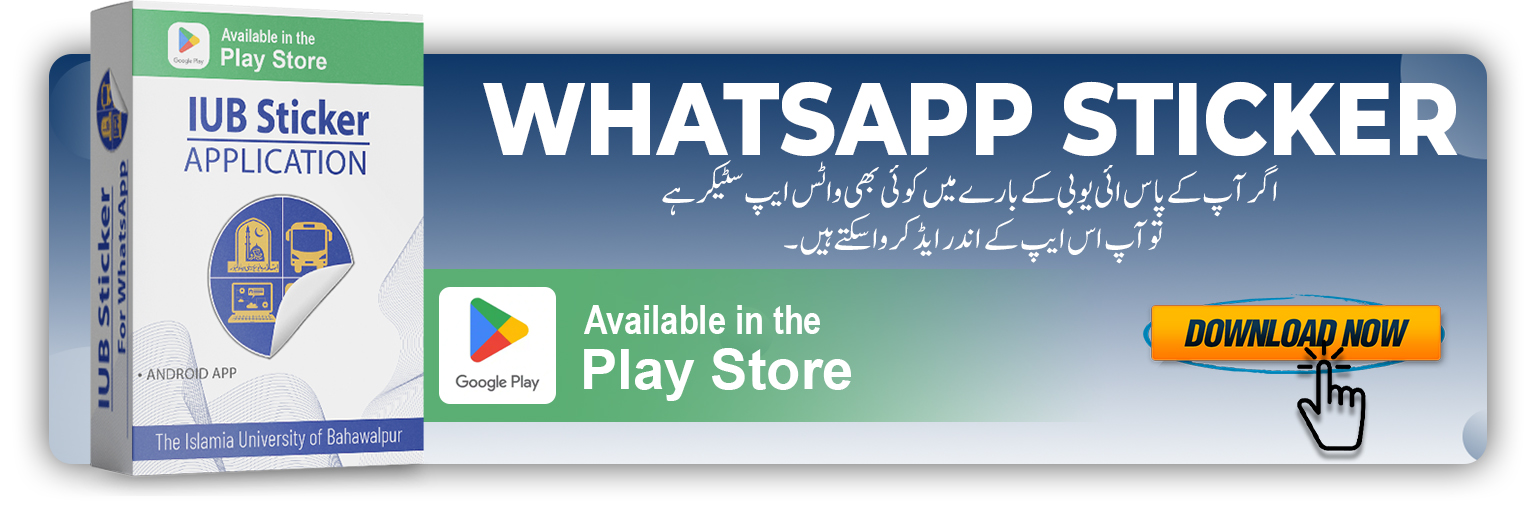 Available in the
Play Store
Google Play
IUB Sticker
APPLICATION
IUB Sticker
For WhatsApp
• ANDROID APP
The Islamia University of Bahawalpur
WHATSAPP STICKER
اگر آپ کے پاس ائی یو بی کے بارے میں کوئی بھی واٹس ایپ سٹیکر ہے
تو آپ اس ایپ کے اندر ایڈ کروا سکتے ہیں۔
Available in the
Play Store
Google Play
DOWNLOAD NOW